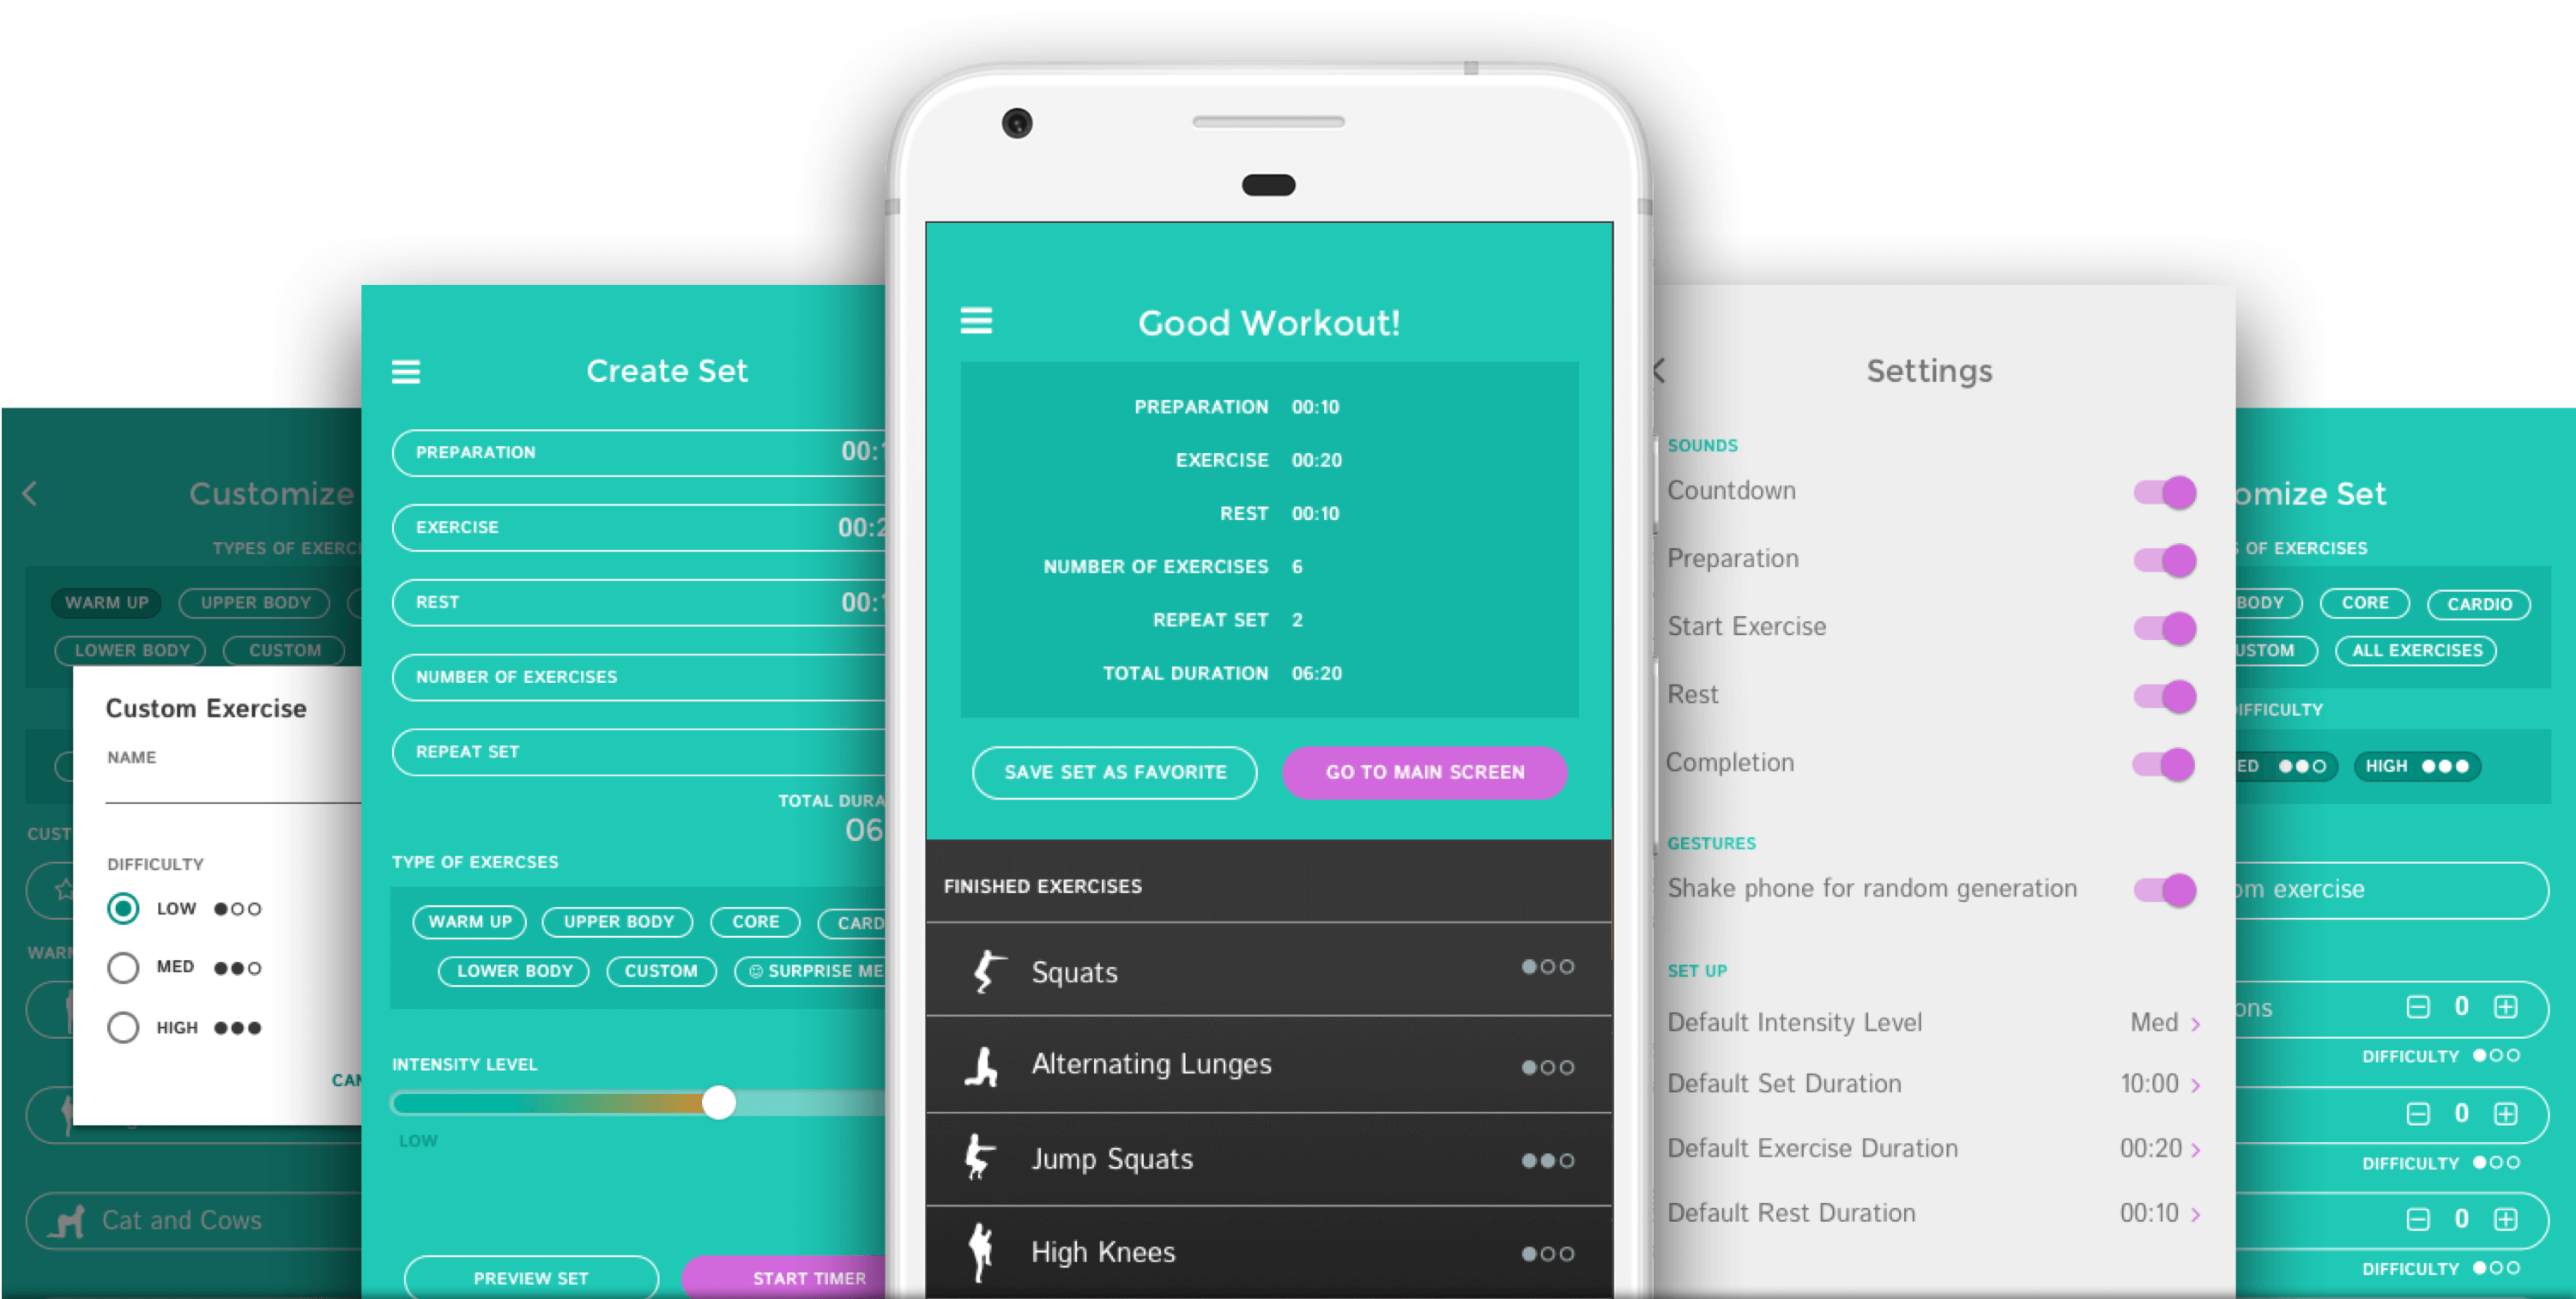 Customize
TYPES OF EXERCI
WARM UP UPPER BODY
LOWER BODY CUSTOM
Custom Exercise
NAME
CUST
DIFFICULTY
LOW
WARM
MED
HIGH
CAN
Cat and Cows
Create Set
PREPARATION 00:1
EXERCISE 00:2
REST 00:1
NUMBER OF EXERCISES
REPEAT SET
TOTAL DURA
06
TYPE OF EXERCSES
WARM UP UPPER BODY CORE CARD
LOWER BODY CUSTOM SURPRISE ME
INTENSITY LEVEL
LOW
PREVIEW SET START TIMER
Good Workout!
PREPARATION 00:10
EXERCISE 00:20
REST 00:10
NUMBER OF EXERCISES 6
REPEAT SET 2
TOTAL DURATION 06:20
SAVE SET AS FAVORITE GO TO MAIN SCREEN
FINISHED EXERCISES
Squats
Alternating Lunges
Jump Squats
High Knees
Settings
SOUNDS
Countdown
Preparation
Start Exercise
Rest
Completion
GESTURES
Shake phone for random generation
SET UP
Default Intensity Level Med
Default Set Duration 10:00
Default Exercise Duration 00:20
Default Rest Duration 00:10
omize Set
OF EXERCISES
BODY CORE CARDIO
USTOM ALL EXERCISES
IFFICULTY
ED HIGH
om exercise
ons 0
DIFFICULTY
0
DIFFICULTY
0
DIFFICULTY